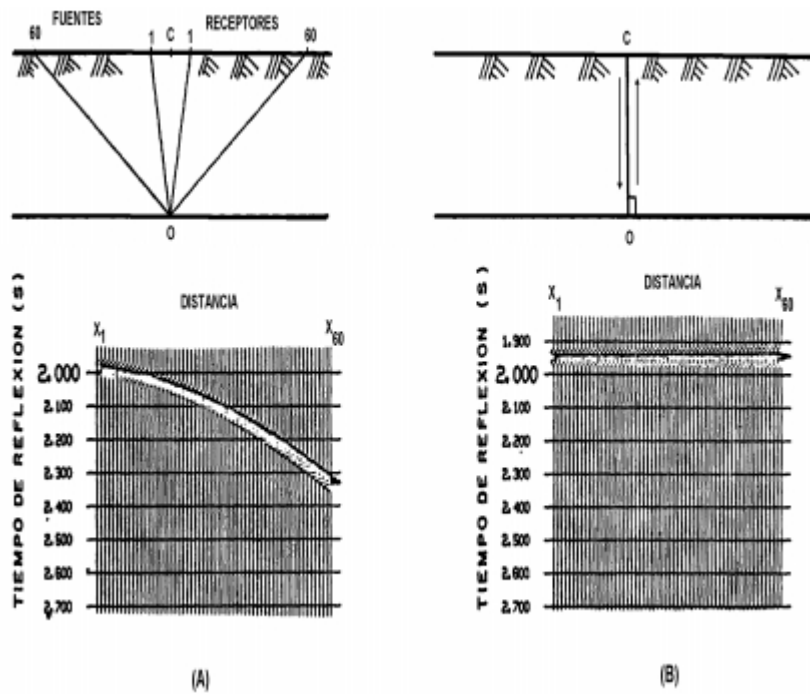 FUENTES
RECEPTORES
60 1 C 1 60
O
DISTANCIA
X1 X60
TIEMPO DE REFLEXION (S)
2.000
2.100
2.200
2.300
2.400
2.500
2.600
2.700
(A)
C
O
DISTANCIA
X1 X60
TIEMPO DE REFLEXION (S)
1.900
2.000
2.100
2.200
2.300
2.400
2.500
2.600
2.700
(B)